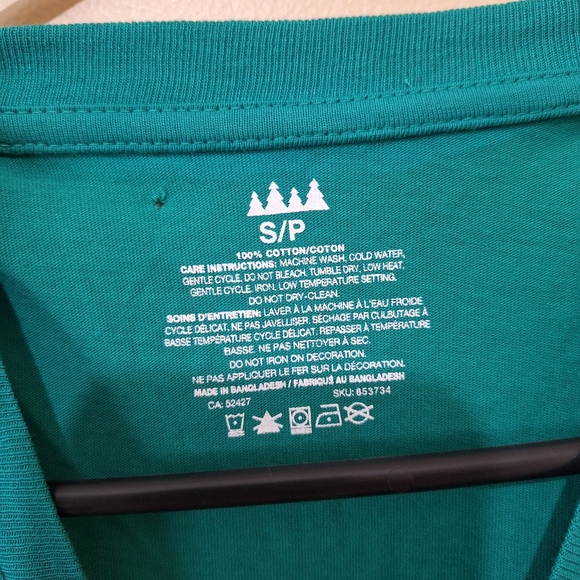 S/P
100% COTTON/COTON
CARE INSTRUCTIONS: MACHINE WASH, COLD WATER,
GENTLE CYCLE. DO NOT BLEACH. TUMBLE DRY, LOW HEAT,
GENTLE CYCLE. IRON, LOW TEMPERATURE SETTING.
DO NOT DRY-CLEAN.
SOINS D'ENTRETIEN: LAVER À LA MACHINE À L'EAU FROIDE
CYCLE DÉLICAT. NE PAS JAVELLISER. SÉCHAGE PAR CULBUTAGE À
BASSE TEMPÉRATURE CYCLE DÉLICAT. REPASSER À TEMPÉRATURE
BASSE. NE PAS NETTOYER À SEC.
DO NOT IRON ON DECORATION.
NE PAS APPLIQUER LE FER SUR LA DÉCORATION.
MADE IN BANGLADESH / FABRIQUÉ AU BANGLADESH
CA: 52427 SKU: 853734